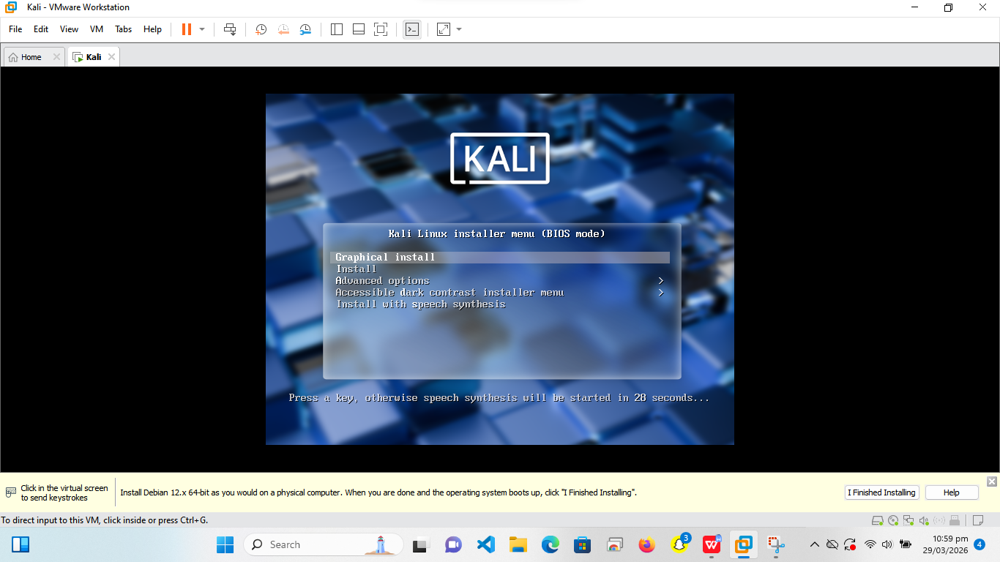 Kali - VMware Workstation
File Edit View VM Tabs Help
Home Kali
KALI
Kali Linux installer menu (BIOS mode)
Graphical install
Install
Advanced options >
Accessible dark contrast installer menu >
Install with speech synthesis
Press a key, otherwise speech synthesis will be started in 28 seconds...
Click in the virtual screen
to send keystrokes
Install Debian 12.x 64-bit as you would on a physical computer. When you are done and the operating system boots up, click "I Finished Installing".
I Finished Installing Help
To direct input to this VM, click inside or press Ctrl+G.
Search
3
W
10:59 pm
29/03/2026
4